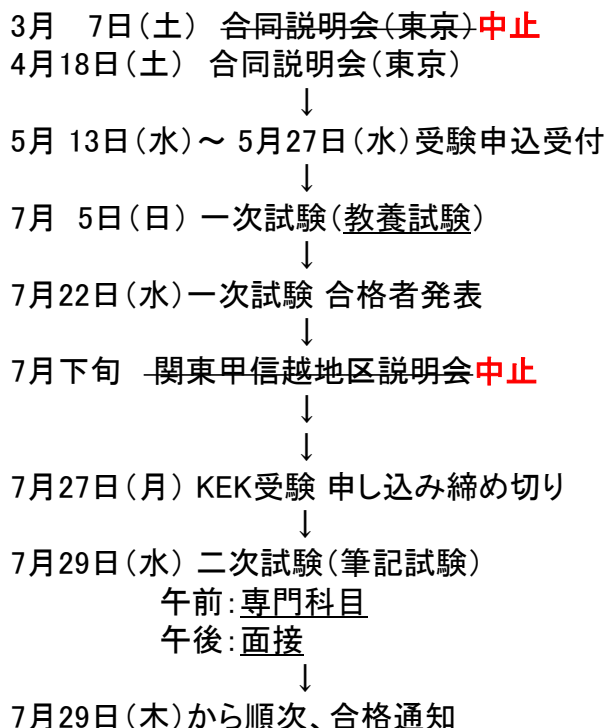 3月　7日（土） 合同説明会（東京）中止
4月18日（土） 合同説明会（東京）
↓
5月 13日（水）～ 5月27日（水）受験申込受付
↓
7月　5日（日） 一次試験（教養試験）
↓
7月22日（水）一次試験 合格者発表
↓
7月下旬　関東甲信越地区説明会中止
↓
↓
7月27日（月） KEK受験 申し込み締め切り
↓
7月29日（水） 二次試験（筆記試験）
午前：専門科目
午後：面接
↓
7月29日（木）から順次、合格通知